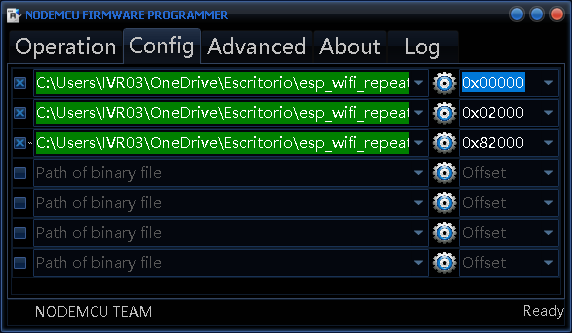 NODEMCU FIRMWARE PROGRAMMER
Operation Config Advanced About Log
C:\Users\IVR03\OneDrive\Escritorio\esp_wifi_repeat 0x00000
C:\Users\IVR03\OneDrive\Escritorio\esp_wifi_repeat 0x02000
C:\Users\IVR03\OneDrive\Escritorio\esp_wifi_repeat 0x82000
Path of binary file Offset
Path of binary file Offset
Path of binary file Offset
Path of binary file Offset
NODEMCU TEAM Ready